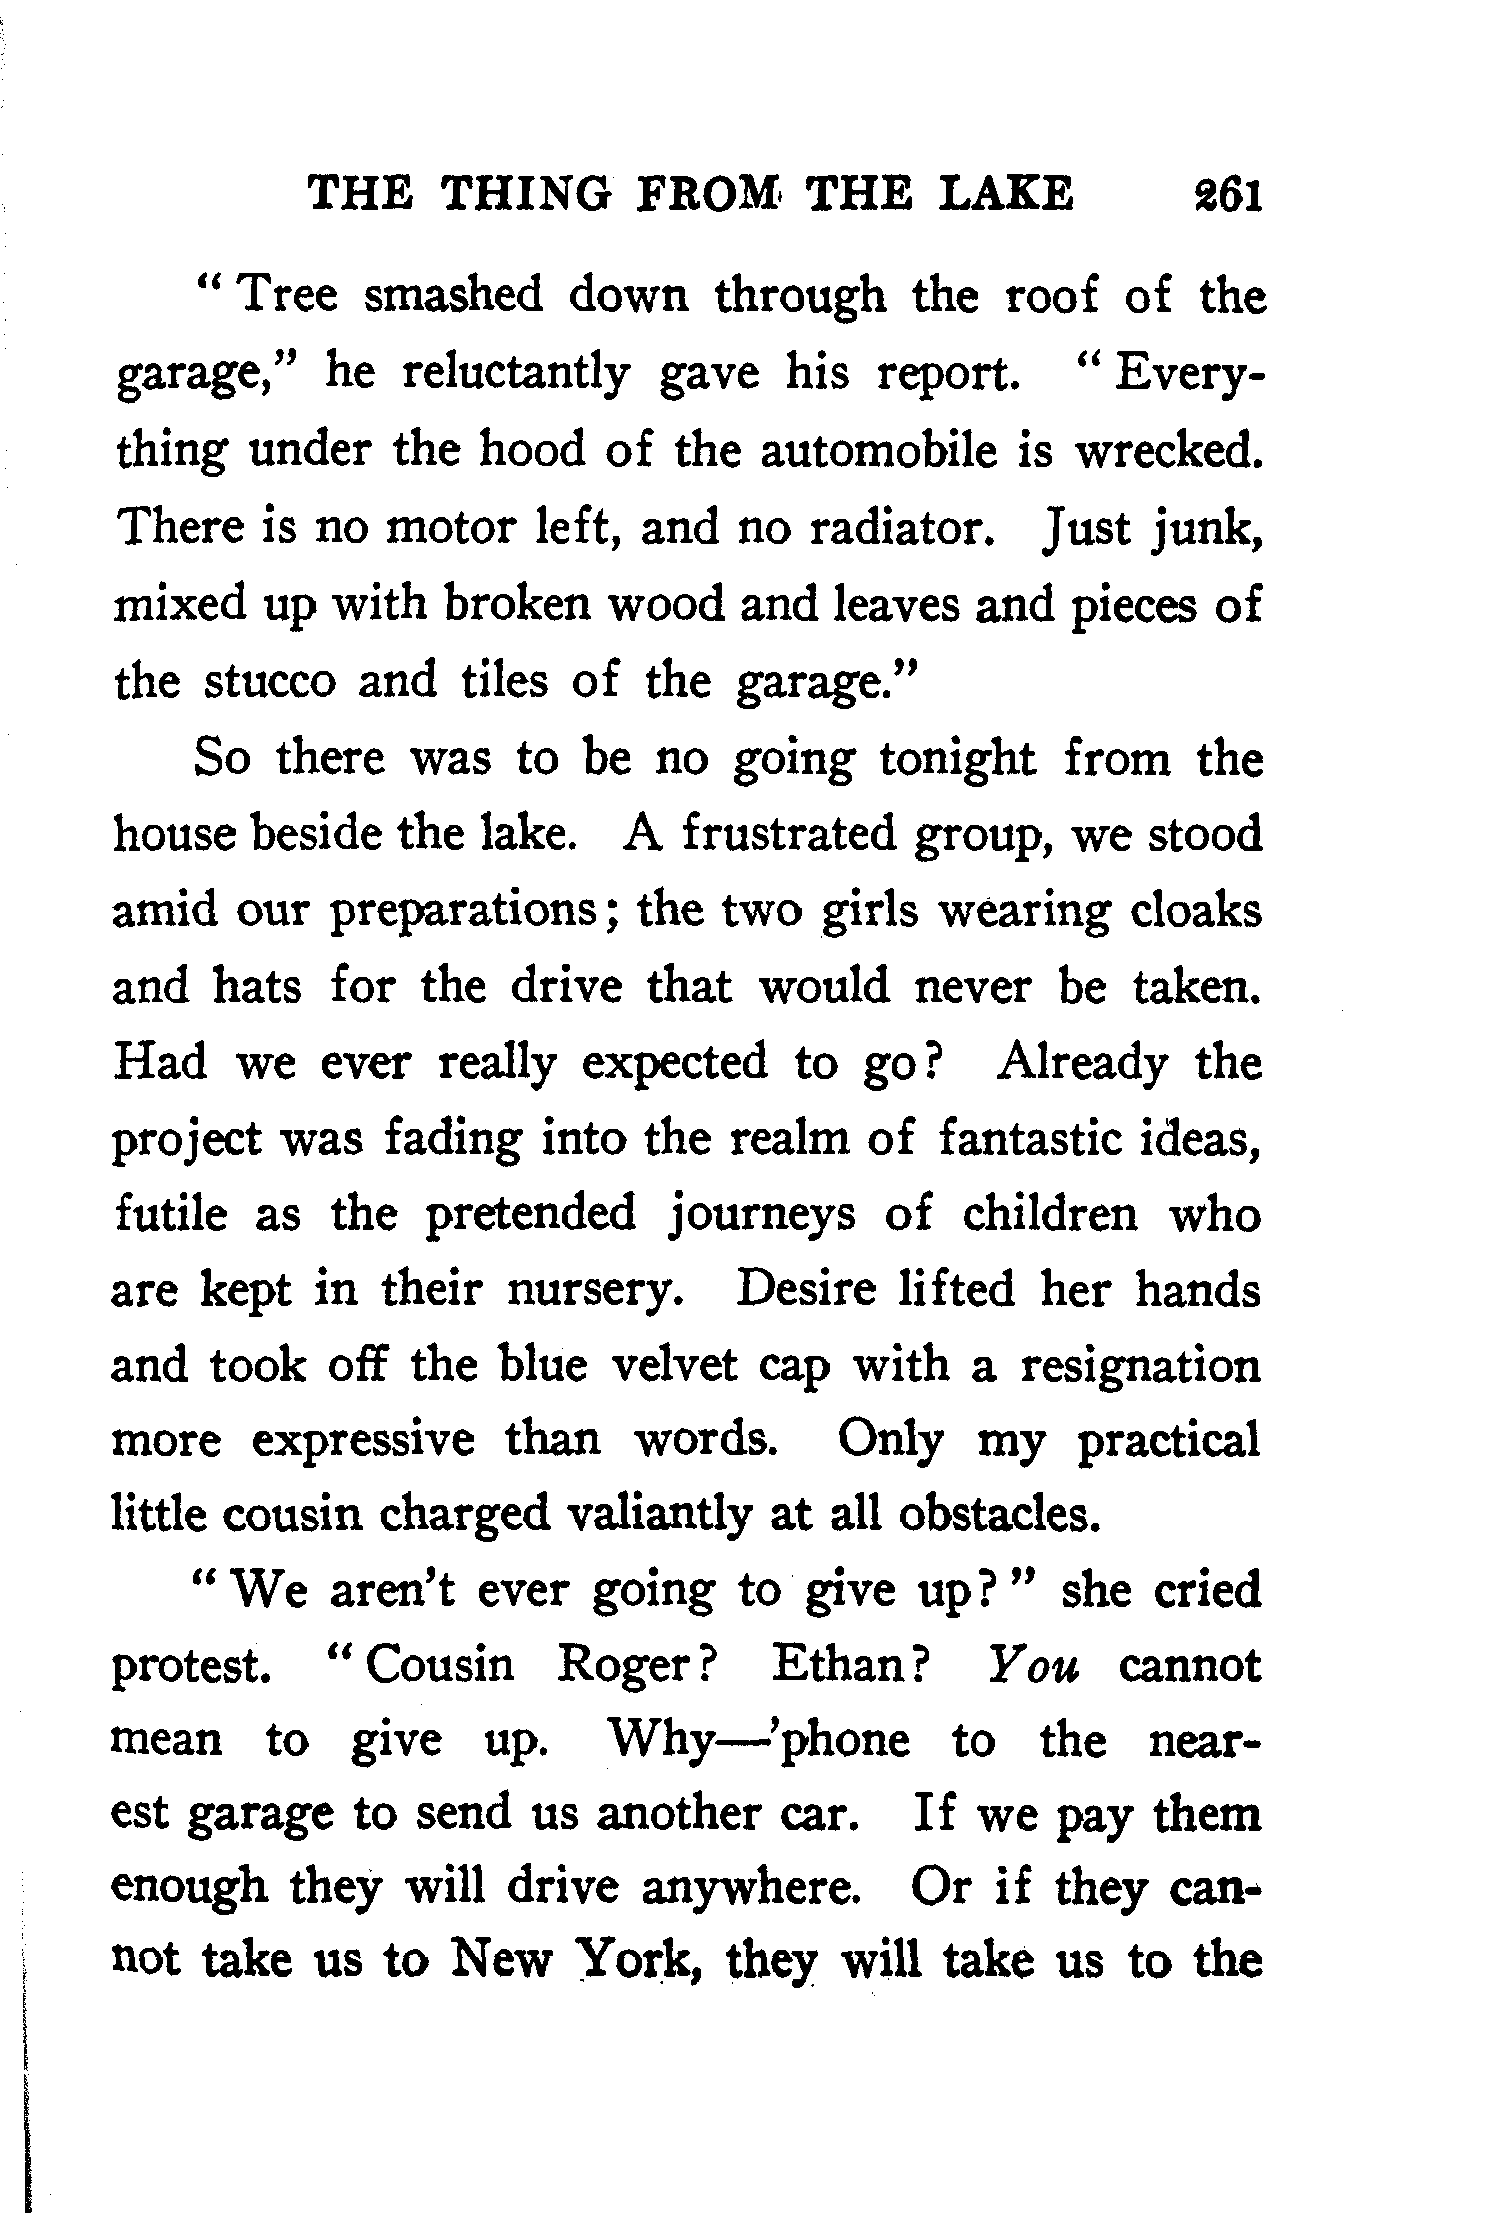 THE THING FROM THE LAKE 261
" Tree smashed down through the roof of the
garage," he reluctantly gave his report. " Every-
thing under the hood of the automobile is wrecked.
There is no motor left, and no radiator. Just junk,
mixed up with broken wood and leaves and pieces of
the stucco and tiles of the garage."
So there was to be no going tonight from the
house beside the lake. A frustrated group, we stood
amid our preparations; the two girls wearing cloaks
and hats for the drive that would never be taken.
Had we ever really expected to go? Already the
project was fading into the realm of fantastic ideas,
futile as the pretended journeys of children who
are kept in their nursery. Desire lifted her hands
and took off the blue velvet cap with a resignation
more expressive than words. Only my practical
little cousin charged valiantly at all obstacles.
" We aren't ever going to give up? " she cried
protest. " Cousin Roger? Ethan? You cannot
mean to give up. Why—'phone to the near-
est garage to send us another car. If we pay them
enough they will drive anywhere. Or if they can-
not take us to New York, they will take us to the